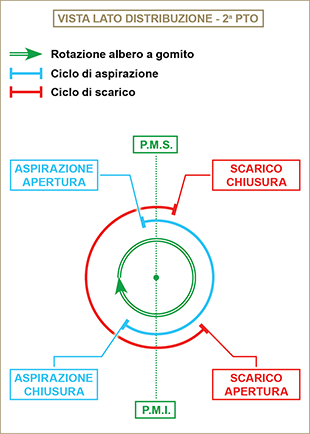 VISTA LATO DISTRIBUZIONE - 2ª PTO
Rotazione albero a gomito
Ciclo di aspirazione
Ciclo di scarico
P.M.S.
ASPIRAZIONE
APERTURA
SCARICO
CHIUSURA
ASPIRAZIONE
CHIUSURA
SCARICO
APERTURA
P.M.I.